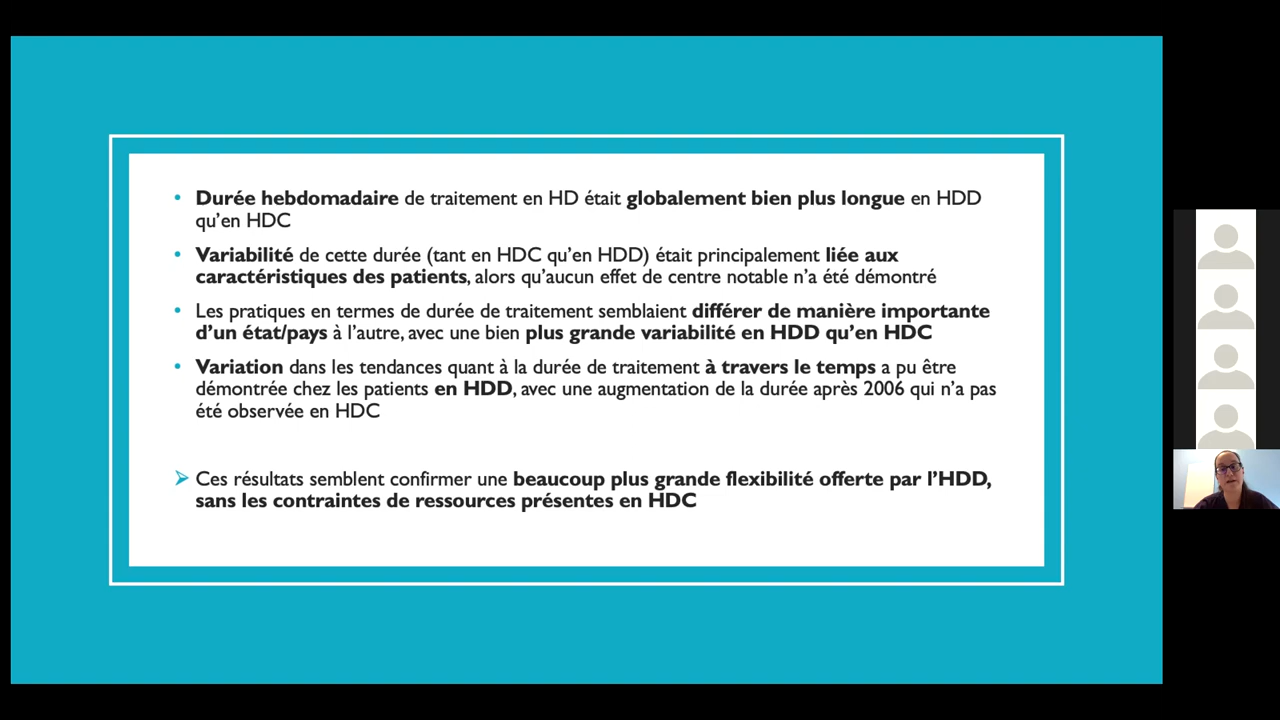 • Durée hebdomadaire de traitement en HD était globalement bien plus longue en HDD
qu’en HDC
• Variabilité de cette durée (tant en HDC qu’en HDD) était principalement liée aux
caractéristiques des patients, alors qu’aucun effet de centre notable n’a été démontré
• Les pratiques en termes de durée de traitement semblaient différer de manière importante
d’un état/pays à l’autre, avec une bien plus grande variabilité en HDD qu’en HDC
• Variation dans les tendances quant à la durée de traitement à travers le temps a pu être
démontrée chez les patients en HDD, avec une augmentation de la durée après 2006 qui n’a pas
été observée en HDC
➢ Ces résultats semblent confirmer une beaucoup plus grande flexibilité offerte par l’HDD,
sans les contraintes de ressources présentes en HDC